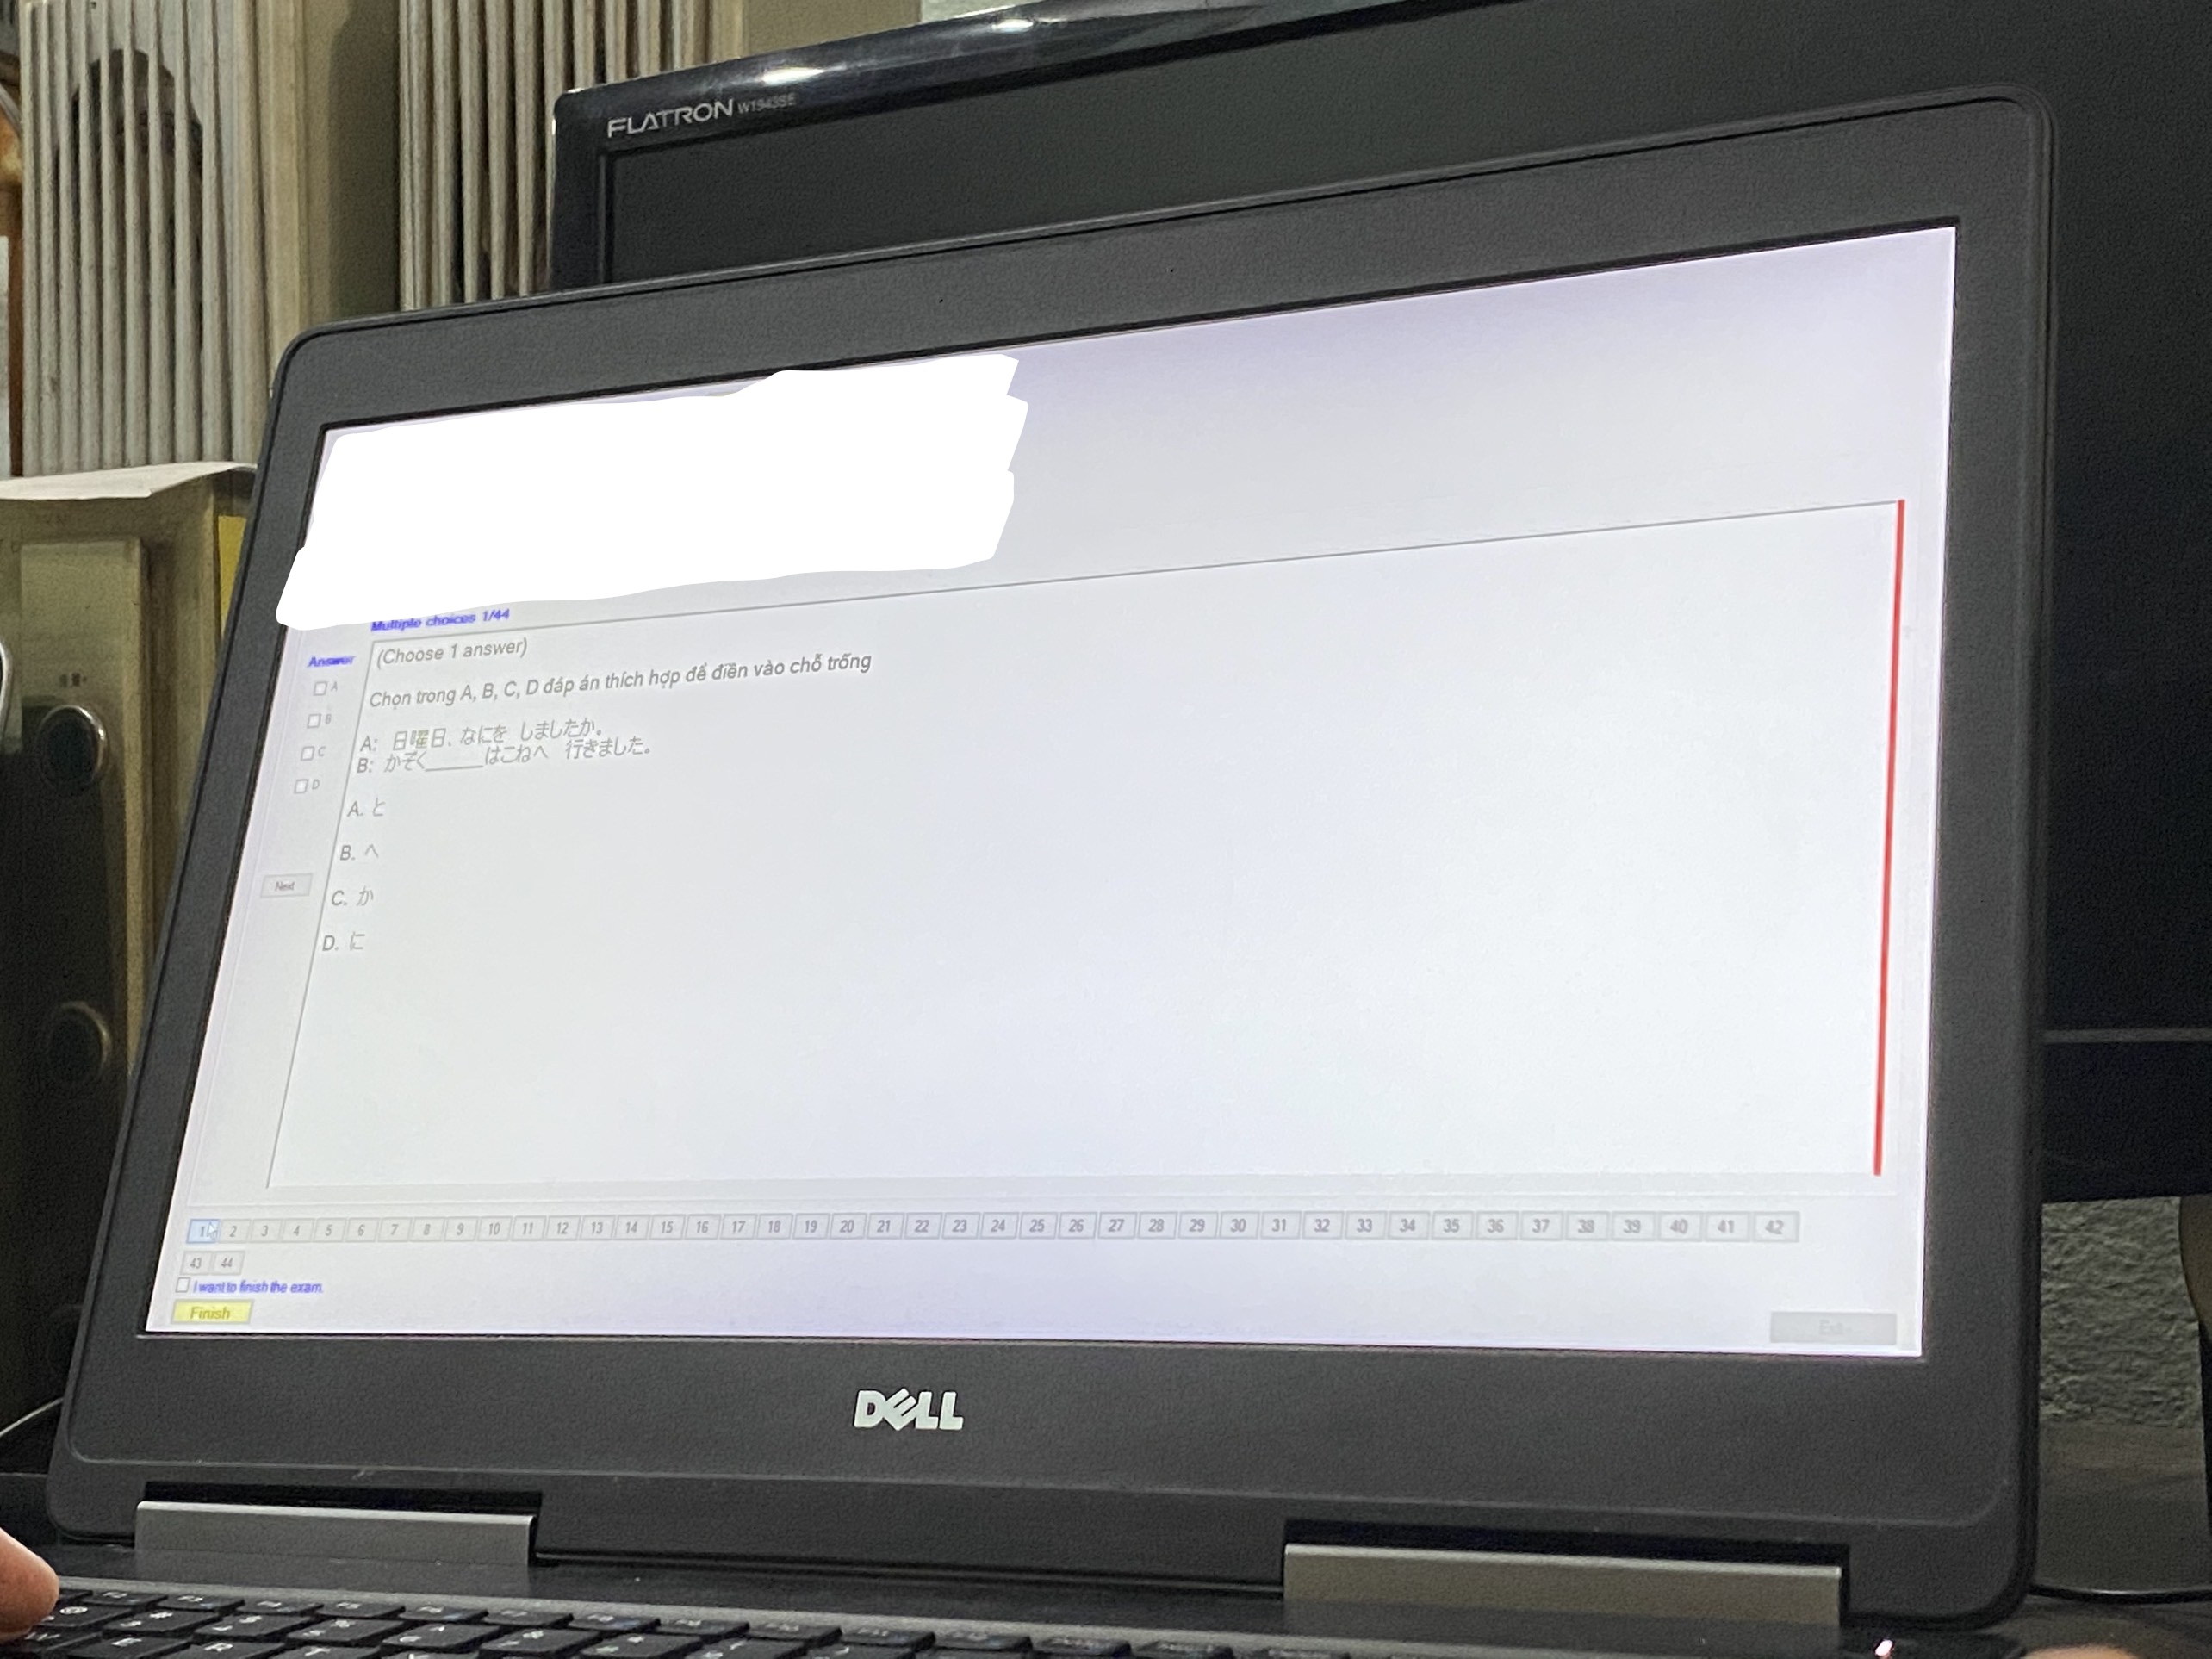 FLATRON W1943SE
Multiple choices 1/44
Answer
(Choose 1 answer)
A
B
C
D
Chọn trong A, B, C, D đáp án thích hợp để điền vào chỗ trống
A: 日曜日、なにを しましたか。
B: かぞく______はこねへ 行きました。
A. と
B. へ
C. か
D. に
Next
1 2 3 4 5 6 7 8 9 10 11 12 13 14 15 16 17 18 19 20 21 22 23 24 25 26 27 28 29 30 31 32 33 34 35 36 37 38 39 40 41 42
43 44
I want to finish the exam.
Finish
Exit
DELL
E R T